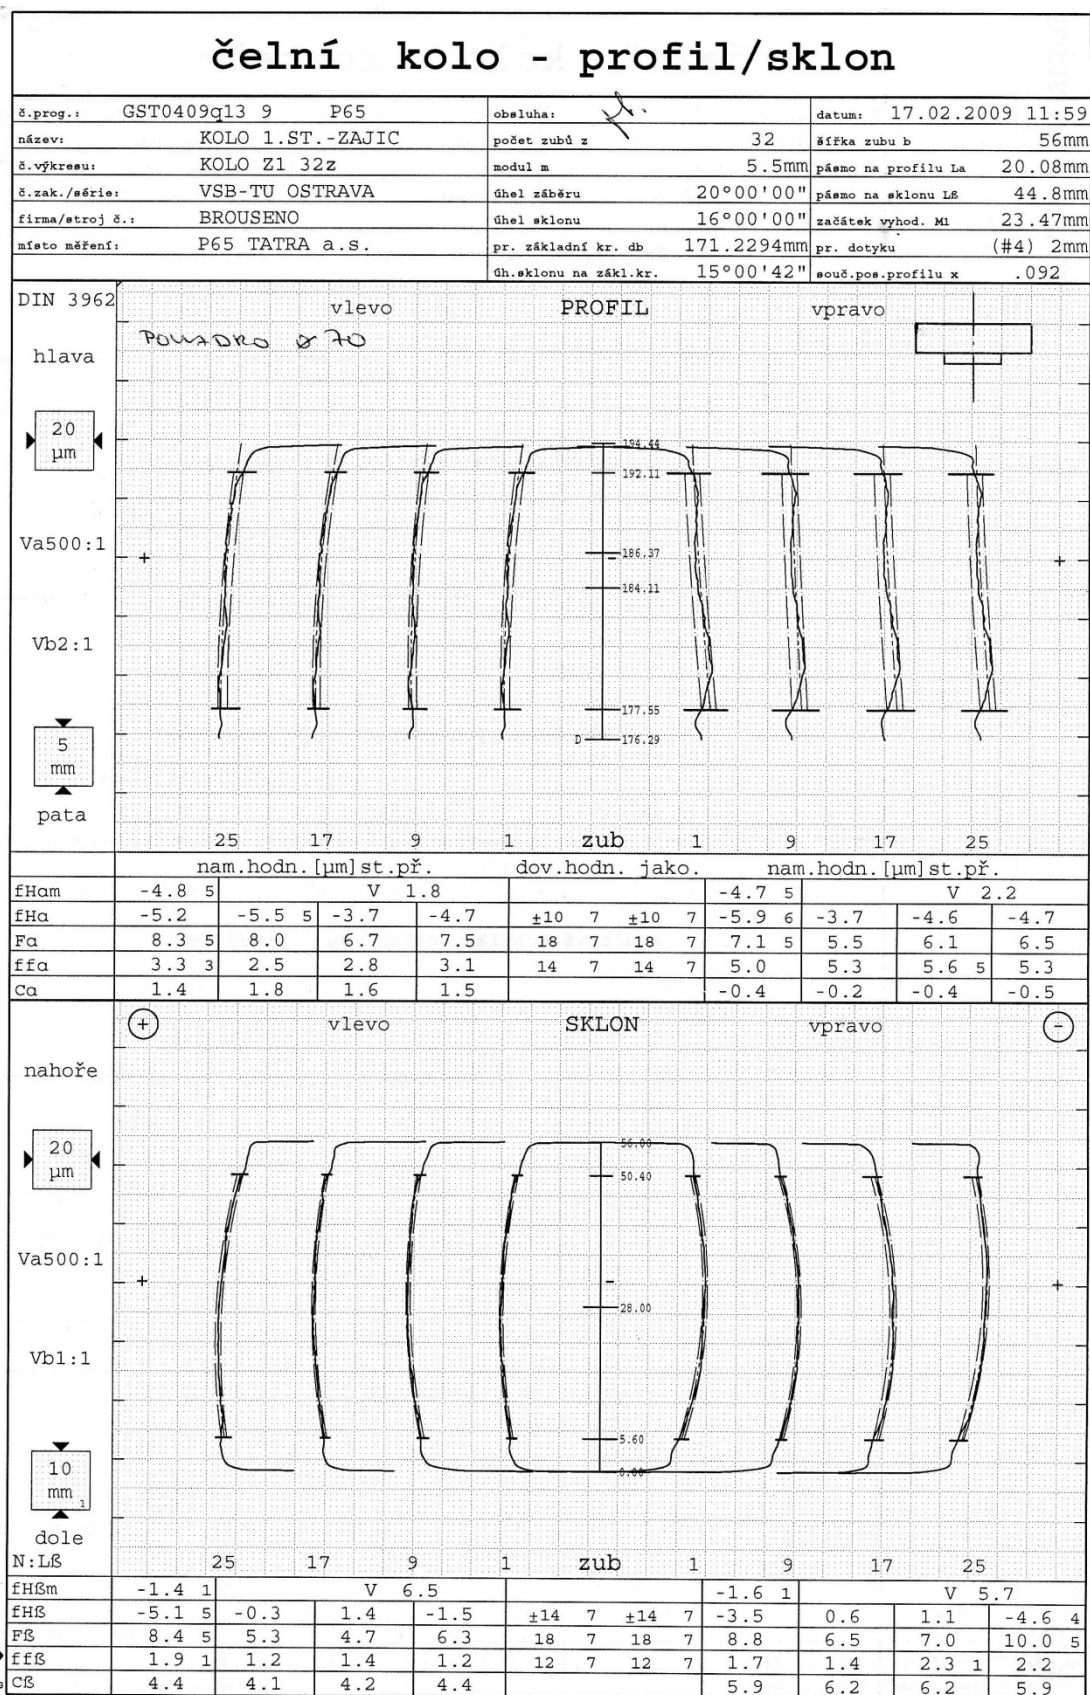 čelní kolo - profil/sklon
č.prog.: GST0409q13 9 P65 obsluha: datum: 17.02.2009 11:59
název: KOLO 1.ST.-ZAJIC počet zubů z 32 šířka zubu b 56mm
č.výkresu: KOLO Z1 32z modul m 5.5mm pásmo na profilu La 20.08mm
č.zak./série: VSB-TU OSTRAVA úhel záběru 20°00'00" pásmo na sklonu Lß 44.8mm
firma/stroj č.: BROUSENO úhel sklonu 16°00'00" začátek vyhod. M1 23.47mm
místo měření: P65 TATRA a.s. pr. základní kr. db 171.2294mm pr. dotyku (#4) 2mm
úh.sklonu na zákl.kr. 15°00'42" souč.pos.profilu x .092
DIN 3962 vlevo PROFIL vpravo
hlava
20
µm
Va500:1
Vb2:1
5
mm
pata
194.44
192.11
186.37
184.11
177.55
D 176.29
25 17 9 1 zub 1 9 17 25
nam.hodn.[µm]st.př. dov.hodn. jako. nam.hodn.[µm]st.př.
fHαm -4.8 5 V 1.8 -4.7 5 V 2.2
fHα -5.2 -5.5 5 -3.7 -4.7 ±10 7 ±10 7 -5.9 6 -3.7 -4.6 -4.7
Fα 8.3 5 8.0 6.7 7.5 18 7 18 7 7.1 5 5.5 6.1 6.5
ffα 3.3 3 2.5 2.8 3.1 14 7 14 7 5.0 5.3 5.6 5 5.3
Cα 1.4 1.8 1.6 1.5 -0.4 -0.2 -0.4 -0.5
+ vlevo SKLON vpravo -
nahoře
20
µm
Va500:1
Vb1:1
10
mm
1
dole
56.00
50.40
28.00
5.60
0.00
N:Lß 25 17 9 1 zub 1 9 17 25
fHßm -1.4 1 V 6.5 -1.6 1 V 5.7
fHß -5.1 5 -0.3 1.4 -1.5 ±14 7 ±14 7 -3.5 0.6 1.1 -4.6 4
Fß 8.4 5 5.3 4.7 6.3 18 7 18 7 8.8 6.5 7.0 10.0 5
ffß 1.9 1 1.2 1.4 1.2 12 7 12 7 1.7 1.4 2.3 1 2.2
Cß 4.4 4.1 4.2 4.4 5.9 6.2 6.2 5.9